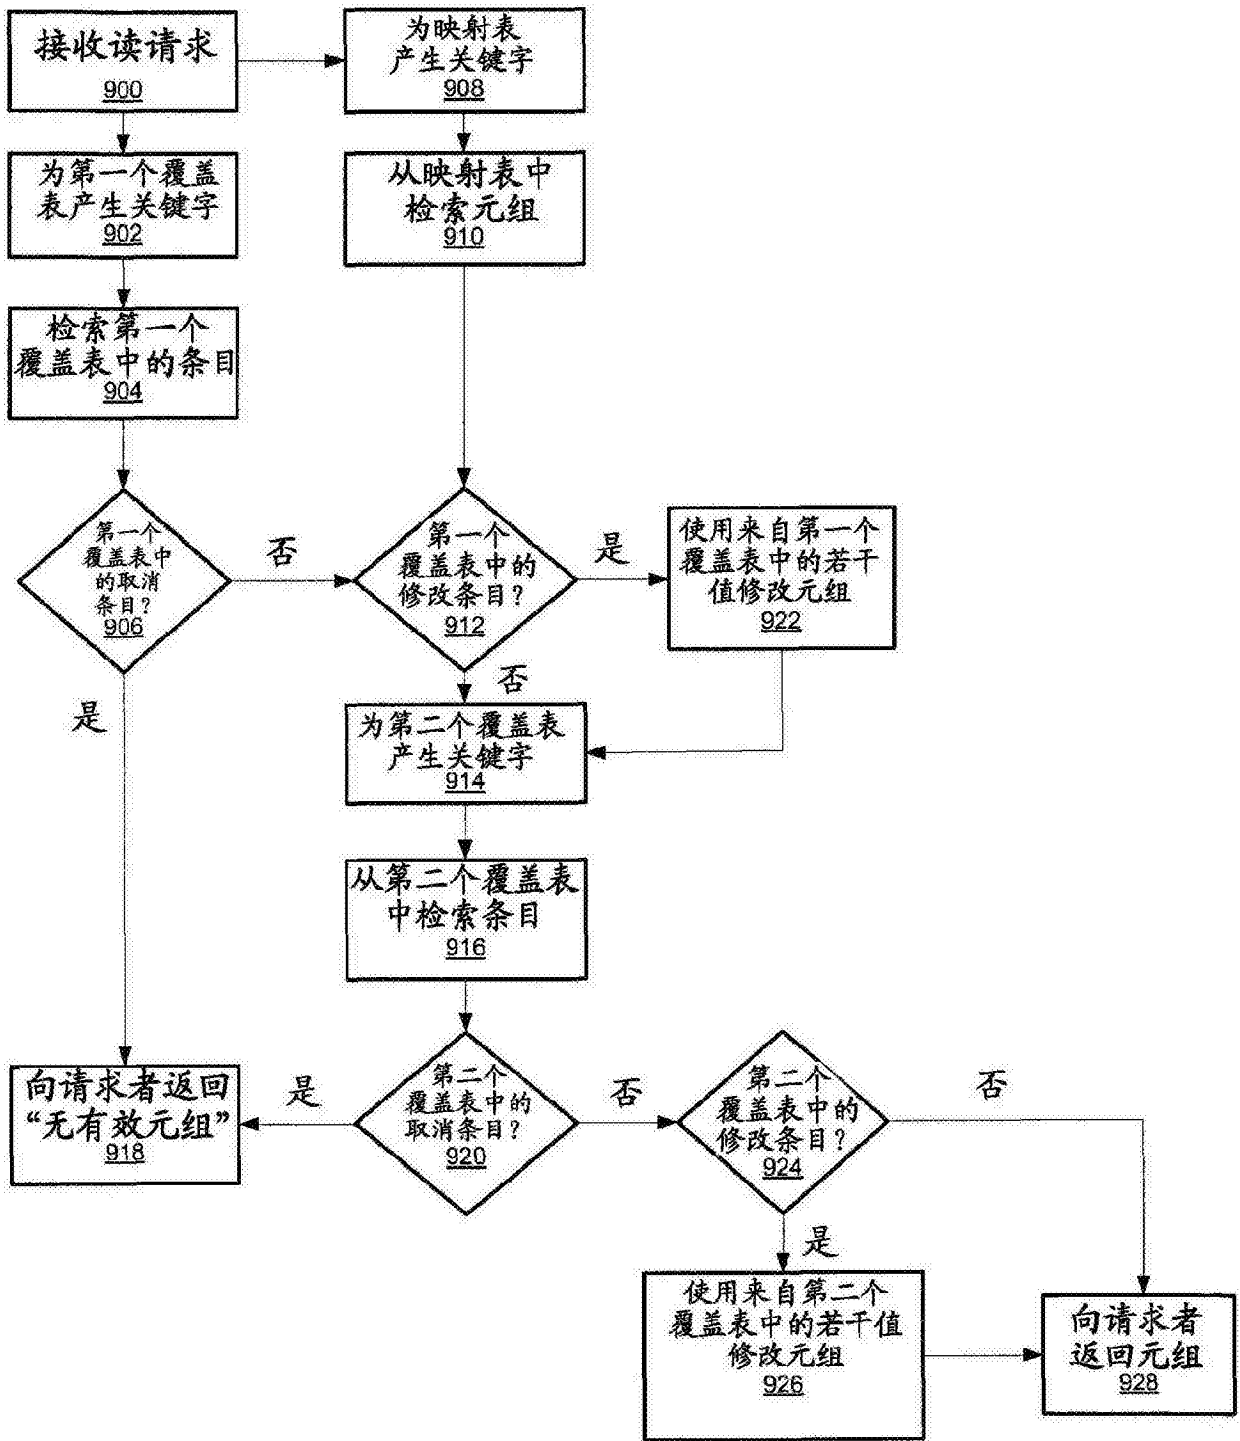 接收读请求
900
为映射表
产生关键字
908
为第一个覆盖
表产生关键字
902
从映射表中
检索元组
910
检索第一个
覆盖表中的条目
904
第一个
覆盖表中
的取消
条目?
906
否
第一个
覆盖表中的
修改条目?
912
是
使用来自第一个
覆盖表中的若干
值修改元组
922
是
否
为第二个覆盖表
产生关键字
914
从第二个覆盖表
中检索条目
916
向请求者返回
“无有效元组”
918
是
第二个
覆盖表中的
取消条目?
920
否
第二个
覆盖表中的
修改条目?
924
否
是
使用来自第二个
覆盖表中的若干值
修改元组
926
向请求者
返回元组
928